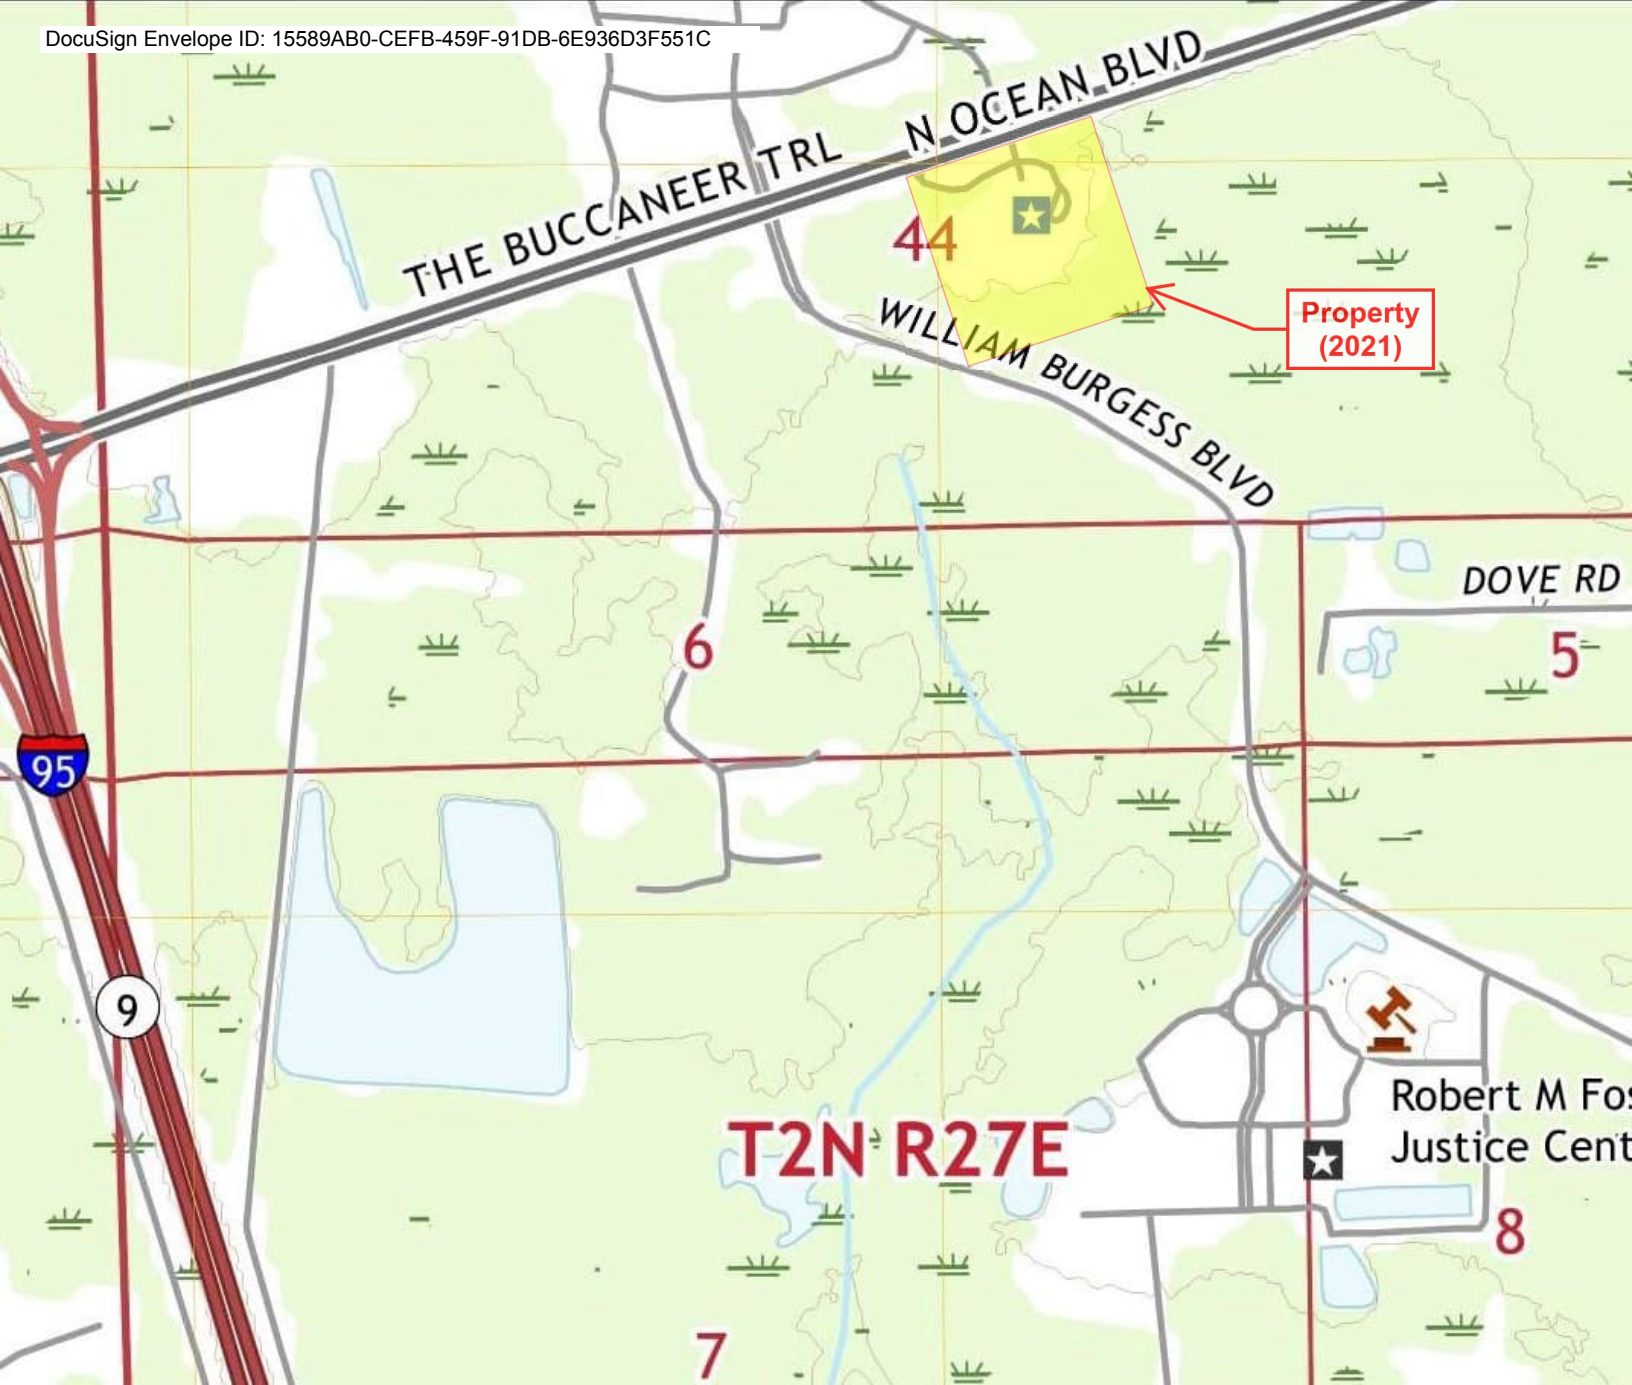 DocuSign Envelope ID: 15589AB0-CEFB-459F-91DB-6E936D3F551C
N OCEAN BLVD
THE BUCCANEER TRL
44
WILLIAM BURGESS BLVD
Property
(2021)
DOVE RD
6
5
95
9
Robert M Fos
Justice Cent
T2N R27E
8
7